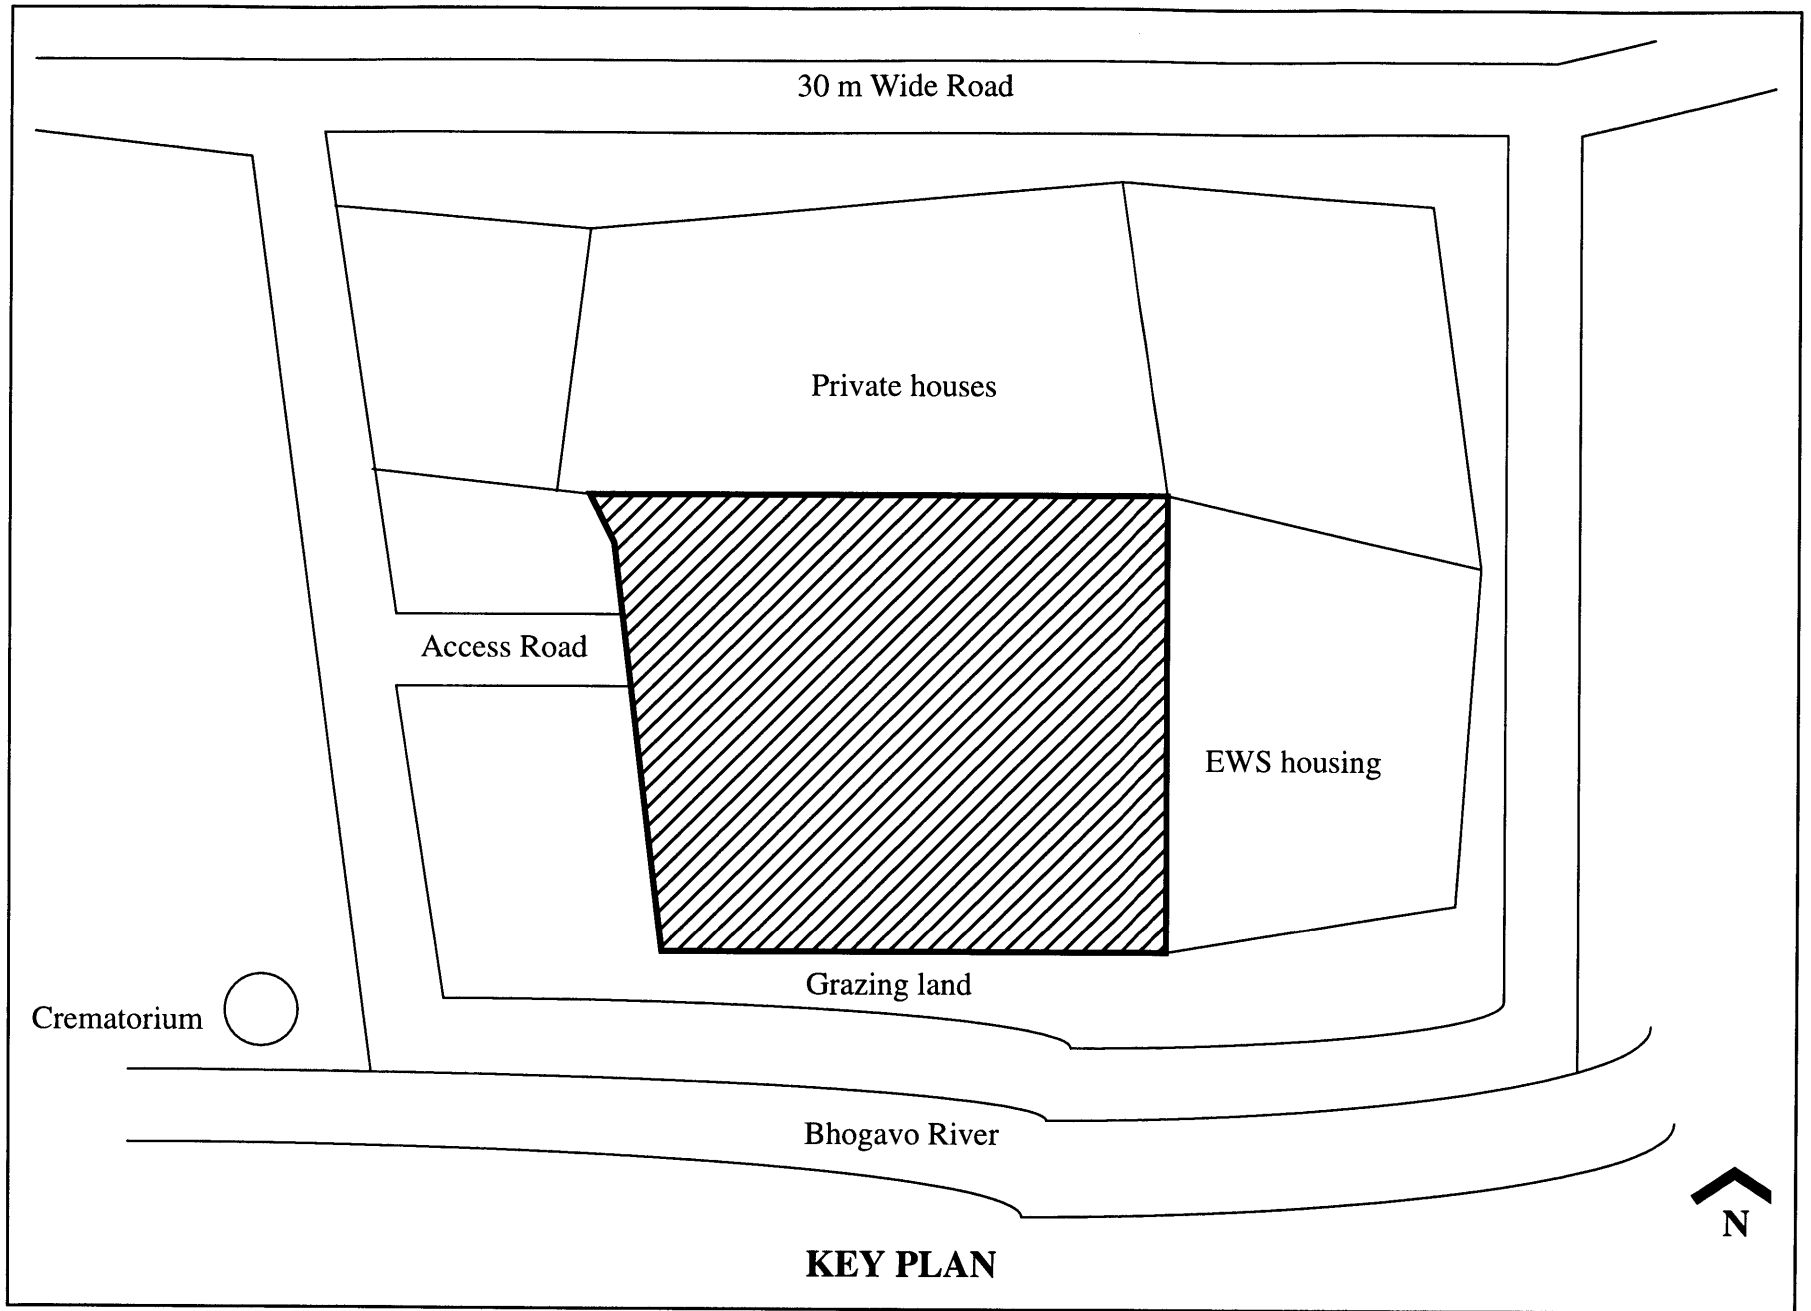 30 m Wide Road
Private houses
Access Road
EWS housing
Grazing land
Crematorium
Bhogavo River
N
KEY PLAN